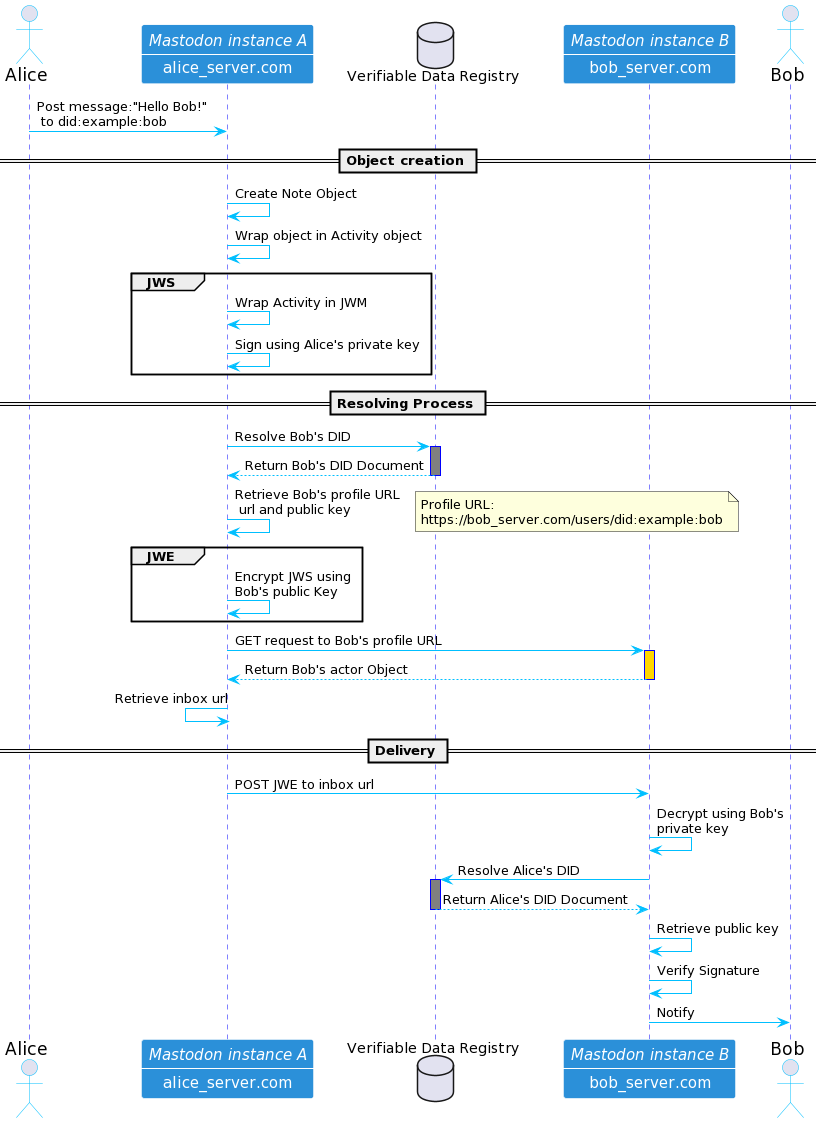 Mastodon instance A
alice_server.com
Mastodon instance B
bob_server.com
Alice
Verifiable Data Registry
Bob
Post message:"Hello Bob!"
to did:example:bob
Object creation
Create Note Object
Wrap object in Activity object
JWS
Wrap Activity in JWM
Sign using Alice's private key
Resolving Process
Resolve Bob's DID
Return Bob's DID Document
Retrieve Bob's profile URL
url and public key
Profile URL:
https://bob_server.com/users/did:example:bob
JWE
Encrypt JWS using
Bob's public Key
GET request to Bob's profile URL
Return Bob's actor Object
Retrieve inbox url
Delivery
POST JWE to inbox url
Decrypt using Bob's
private key
Resolve Alice's DID
Return Alice's DID Document
Retrieve public key
Verify Signature
Notify
Alice
Mastodon instance A
alice_server.com
Verifiable Data Registry
Mastodon instance B
bob_server.com
Bob